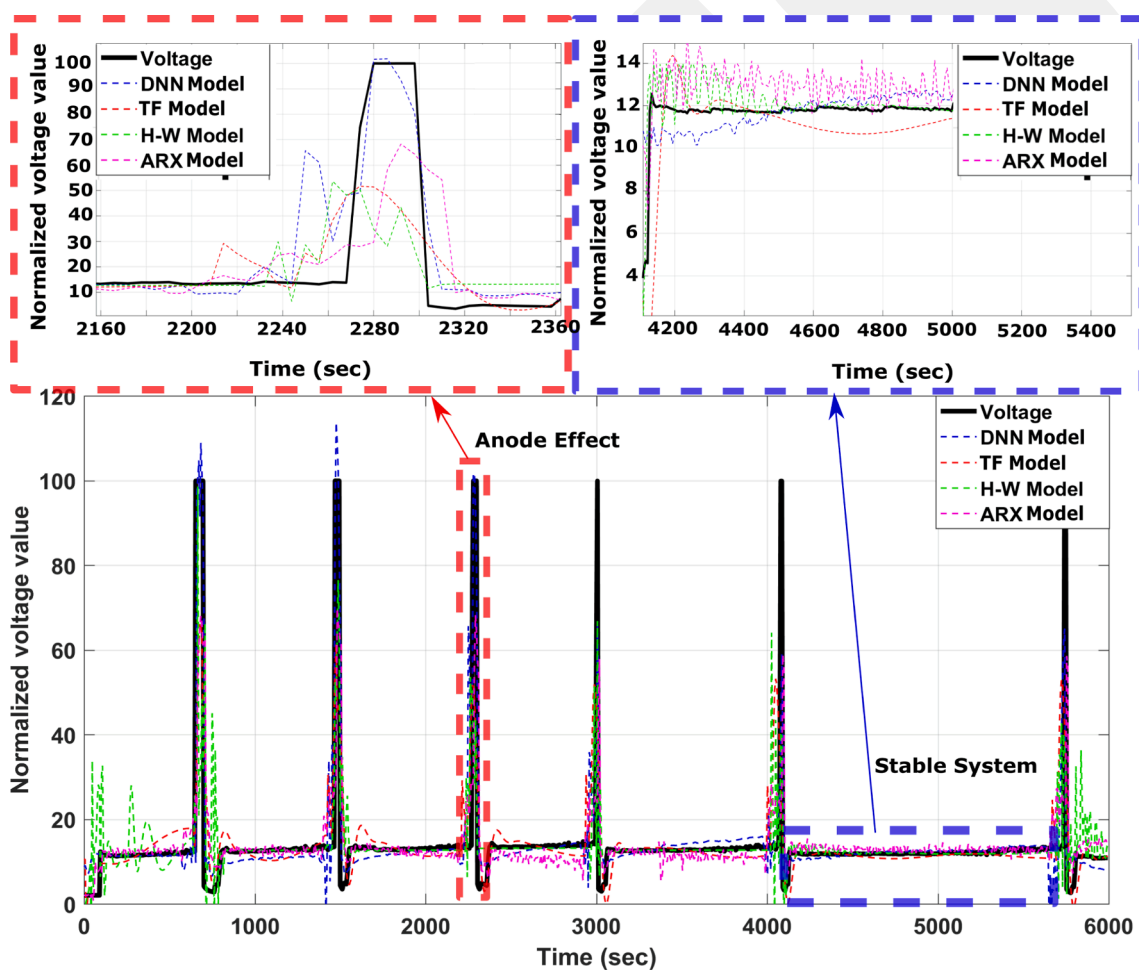 Normalized voltage value
100
90
80
70
60
50
40
30
20
10
Voltage
DNN Model
TF Model
H-W Model
ARX Model
2160 2200 2240 2280 2320 2360
Time (sec)
Normalized voltage value
14
12
10
8
6
4
Voltage
DNN Model
TF Model
H-W Model
ARX Model
4200 4400 4600 4800 5000 5200 5400
Time (sec)
Normalized voltage value
120
100
80
60
40
20
0
Anode Effect
Stable System
Voltage
DNN Model
TF Model
H-W Model
ARX Model
0 1000 2000 3000 4000 5000 6000
Time (sec)